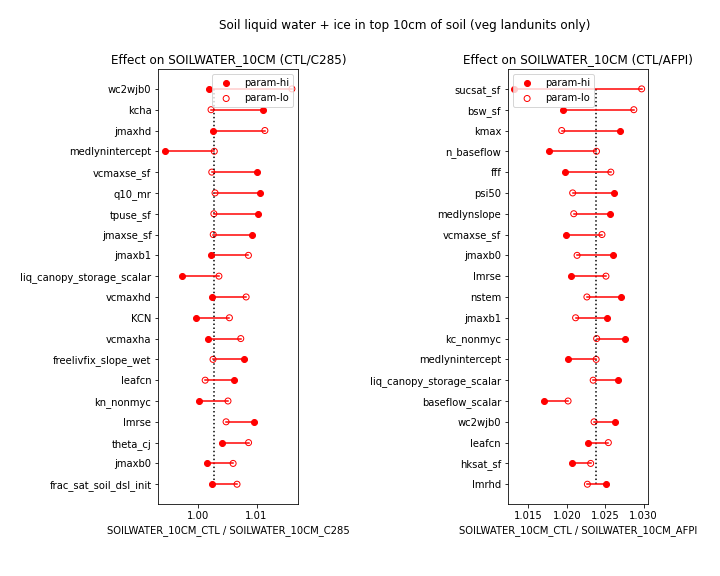 Soil liquid water + ice in top 10cm of soil (veg landunits only)
Effect on SOILWATER_10CM (CTL/C285)
param-hi
param-lo
wc2wjb0
kcha
jmaxhd
medlynintercept
vcmaxse_sf
q10_mr
tpuse_sf
jmaxse_sf
jmaxb1
liq_canopy_storage_scalar
vcmaxhd
KCN
vcmaxha
freelivfix_slope_wet
leafcn
kn_nonmyc
lmrse
theta_cj
jmaxb0
frac_sat_soil_dsl_init
1.00 1.01
SOILWATER_10CM_CTL / SOILWATER_10CM_C285
Effect on SOILWATER_10CM (CTL/AFPI)
param-hi
param-lo
sucsat_sf
bsw_sf
kmax
n_baseflow
fff
psi50
medlynslope
vcmaxse_sf
jmaxb0
lmrse
nstem
jmaxb1
kc_nonmyc
medlynintercept
liq_canopy_storage_scalar
baseflow_scalar
wc2wjb0
leafcn
hksat_sf
lmrhd
1.015 1.020 1.025 1.030
SOILWATER_10CM_CTL / SOILWATER_10CM_AFPI